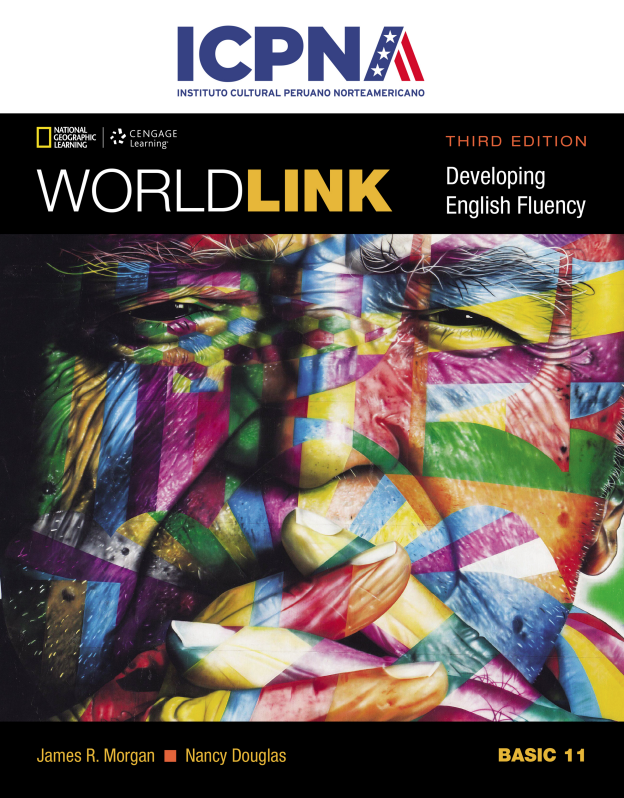 ICPNA
INSTITUTO CULTURAL PERUANO NORTEAMERICANO
NATIONAL
GEOGRAPHIC
LEARNING
CENGAGE
Learning®
THIRD EDITION
WORLDLINK
Developing
English Fluency
James R. Morgan ■ Nancy Douglas
BASIC 11